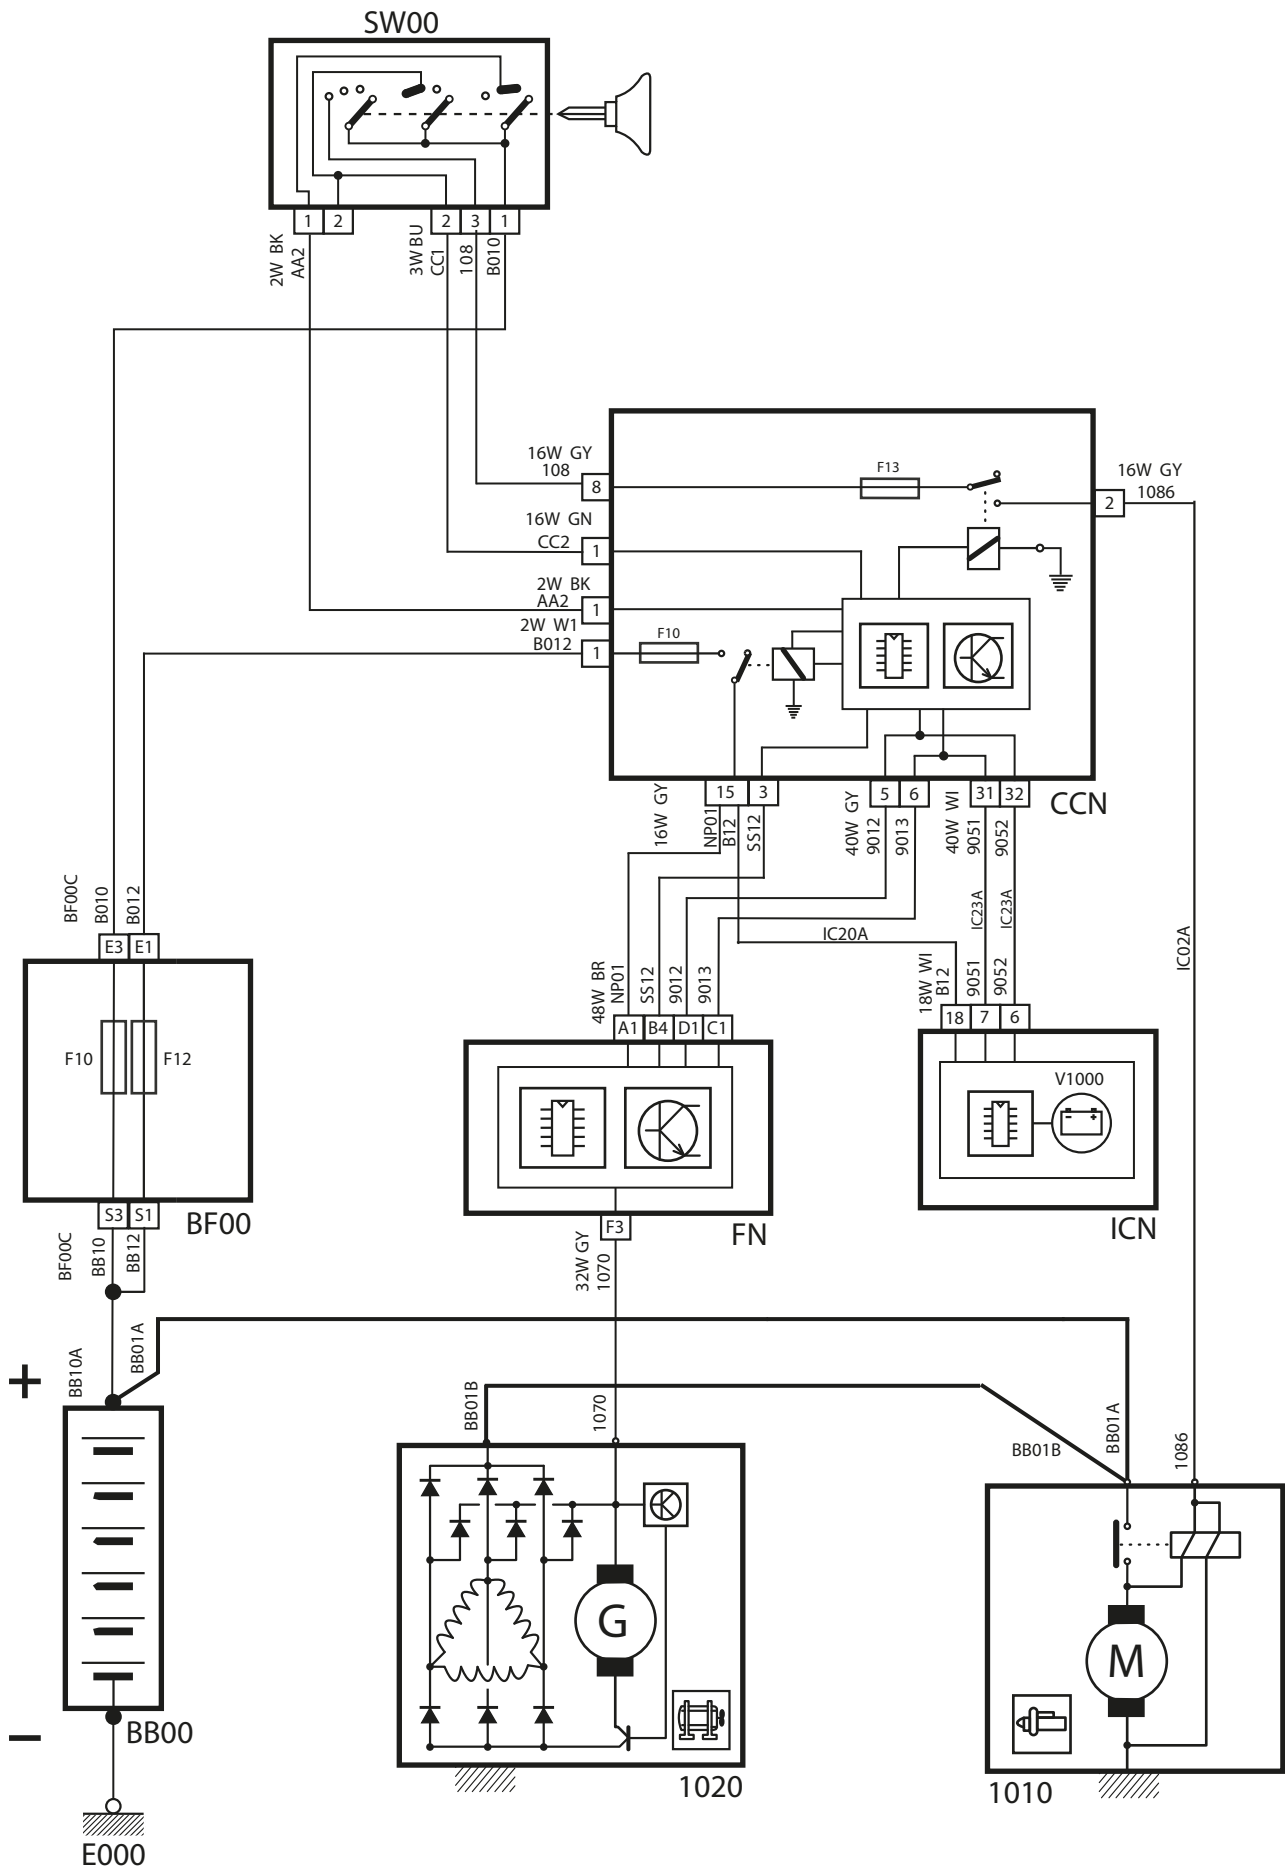 SW00
1 2 2 3 1
2W BK
AA2
3W BU
CC1
108
B010
16W GY
108
8
F13
16W GY
1086
2
16W GN
CC2
1
2W BK
AA2
1
2W W1
B012
1
F10
15 3 5 6 31 32
CCN
16W GY
NP01
B12
SS12
40W GY
9012
9013
40W WI
9051
9052
IC23A
IC23A
IC20A
IC02A
BF00C
B010
B012
E3 E1
F10 F12
S3 S1
BF00
BF00C
BB10
BB12
48W BR
NP01
SS12
9012
9013
A1 B4 D1 C1
F3
FN
32W GY
1070
18W WI
B12
9051
9052
18 7 6
V1000
- +
ICN
+
BB10A
BB01A
BB01B
1070
BB01B
BB01A
1086
G
M
–
BB00
1020
1010
E000